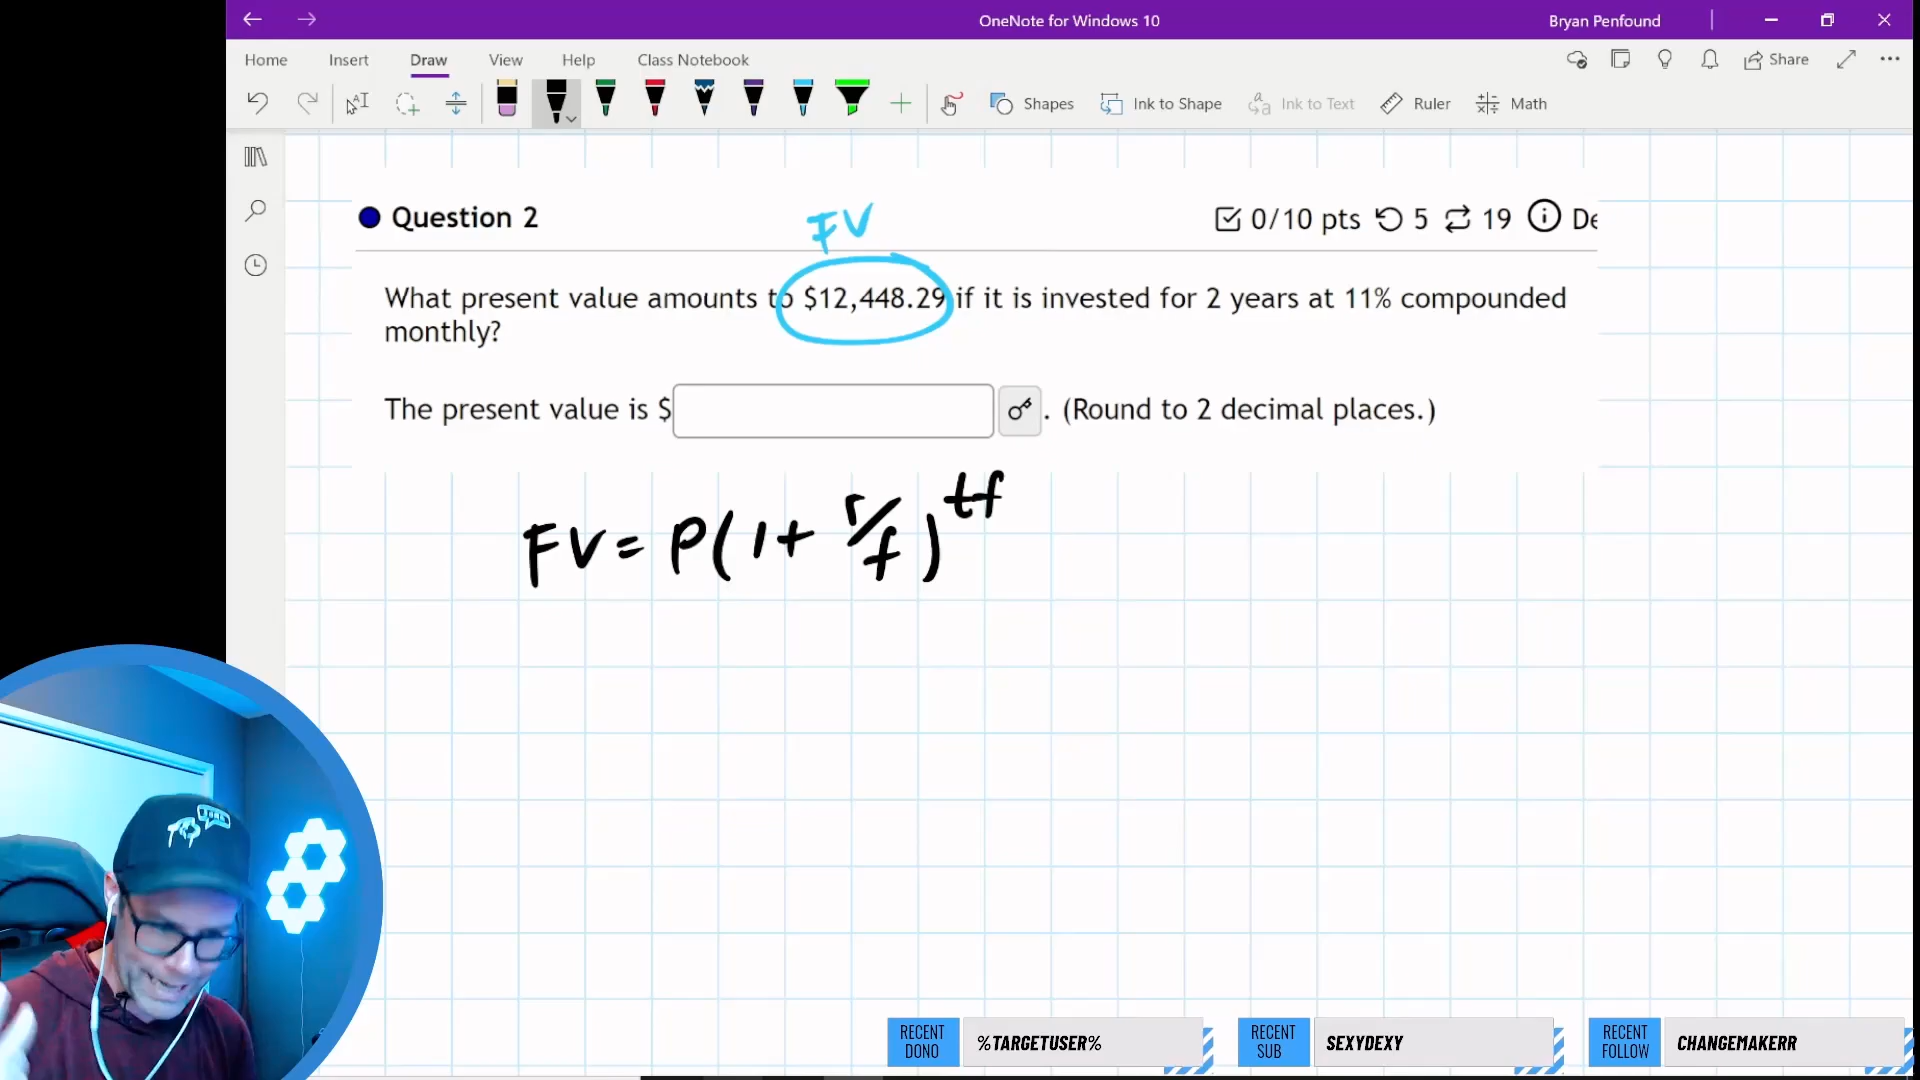 OneNote for Windows 10
Bryan Penfound
Home Insert Draw View Help Class Notebook
Share
Shapes Ink to Shape Ink to Text Ruler Math
FV
Question 2
0/10 pts 5 19 De
What present value amounts to $12,448.29 if it is invested for 2 years at 11% compounded
monthly?
The present value is $ . (Round to 2 decimal places.)
FV = P(1 + r/f)^tf
RECENT
DONO
%TARGETUSER%
RECENT
SUB
SEXYDEXY
RECENT
FOLLOW
CHANGEMAKERR